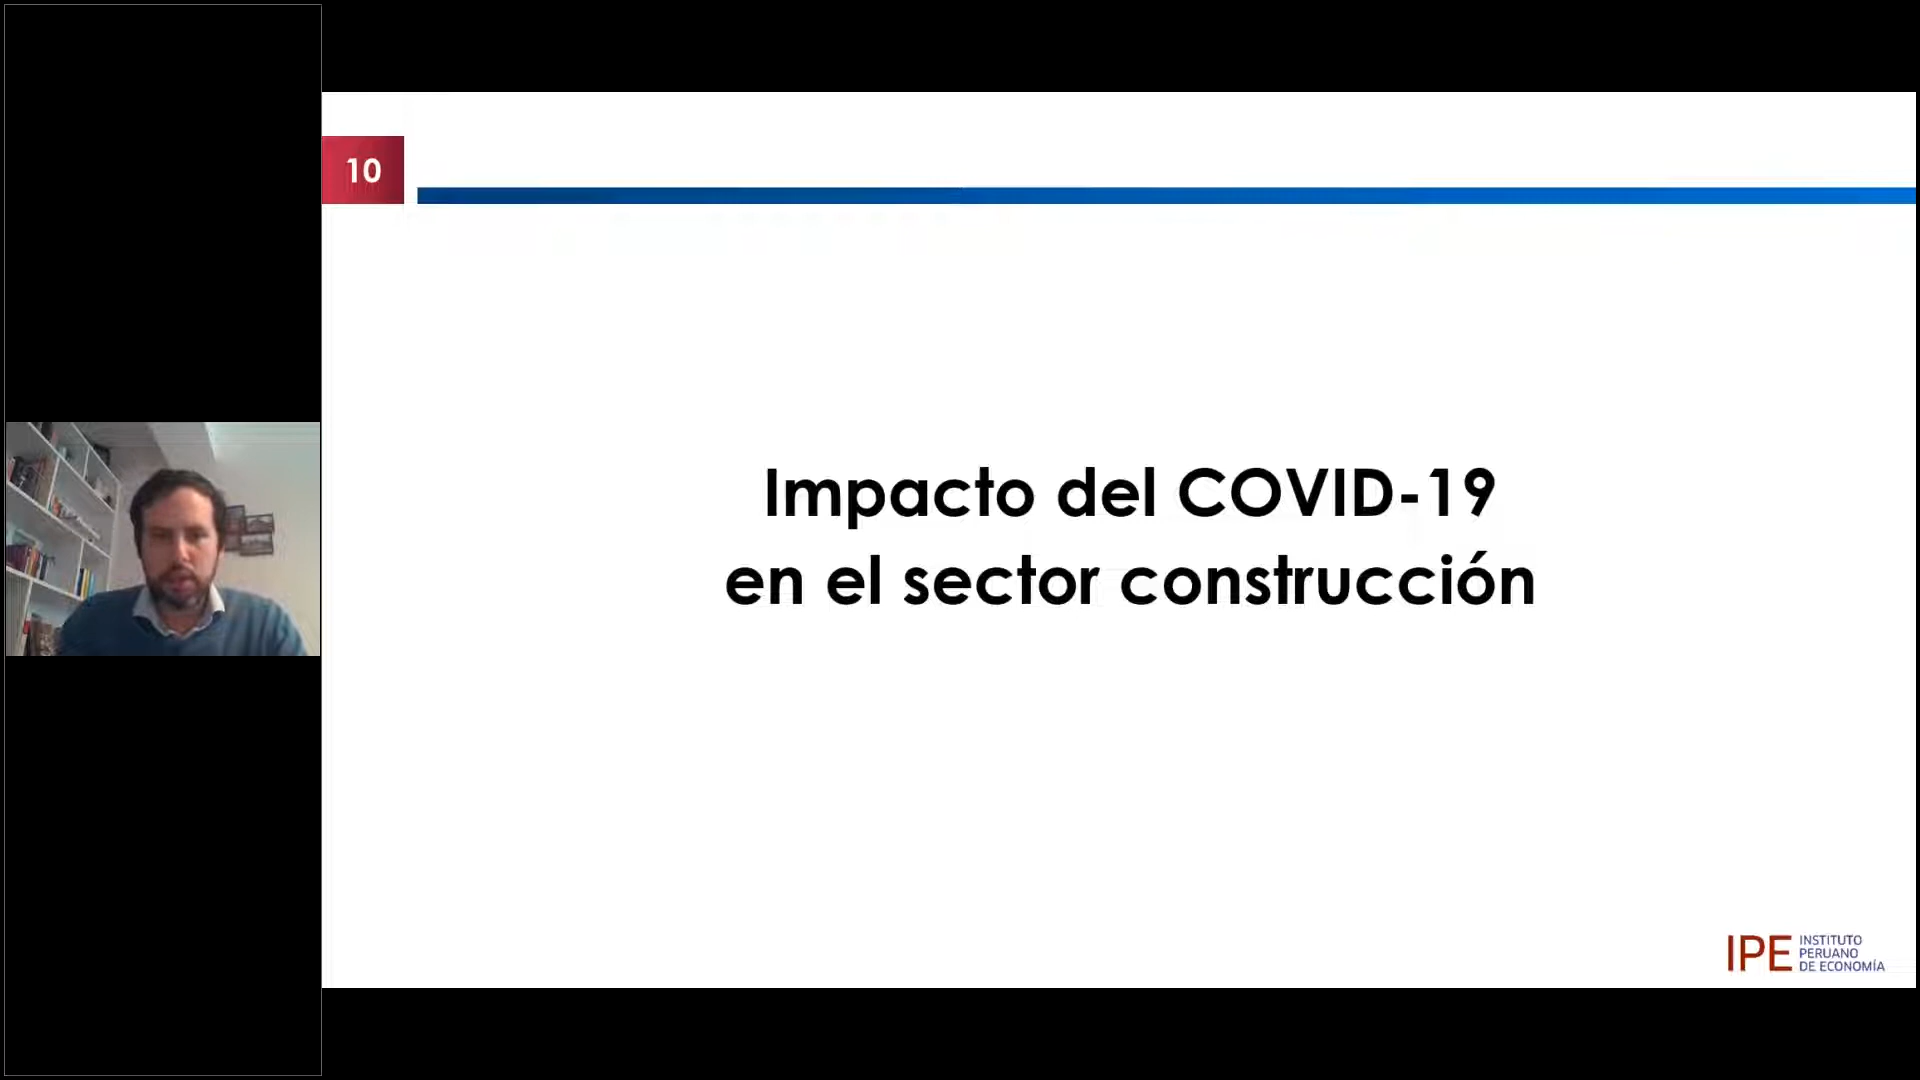 10
Impacto del COVID-19
en el sector construcción
IPE
INSTITUTO
PERUANO
DE ECONOMÍA